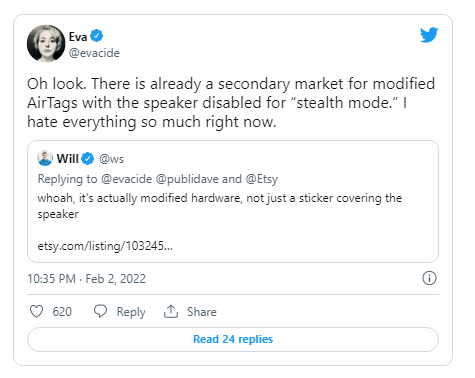 Eva
@evacide
Oh look. There is already a secondary market for modified
AirTags with the speaker disabled for “stealth mode.” I
hate everything so much right now.
Will @ws
Replying to @evacide @publidave and @Etsy
whoah, it's actually modified hardware, not just a sticker covering the
speaker
etsy.com/listing/103245...
10:35 PM · Feb 2, 2022
620 Reply Share
Read 24 replies